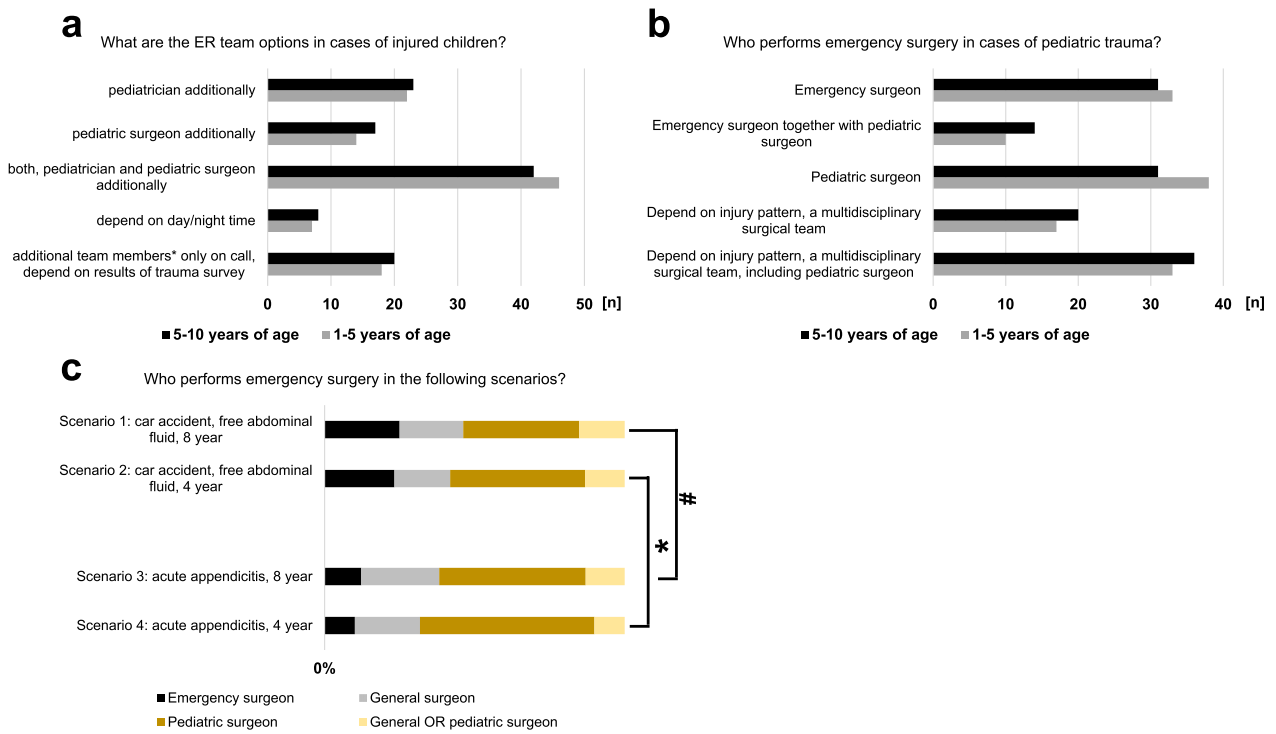 a
What are the ER team options in cases of injured children?
pediatrician additionally
pediatric surgeon additionally
both, pediatrician and pediatric surgeon
additionally
depend on day/night time
additional team members* only on call,
depend on results of trauma survey
0 10 20 30 40 50 [n]
5-10 years of age 1-5 years of age
b
Who performs emergency surgery in cases of pediatric trauma?
Emergency surgeon
Emergency surgeon together with pediatric
surgeon
Pediatric surgeon
Depend on injury pattern, a multidisciplinary
surgical team
Depend on injury pattern, a multidisciplinary
surgical team, including pediatric surgeon
0 10 20 30 40 [n]
5-10 years of age 1-5 years of age
c
Who performs emergency surgery in the following scenarios?
Scenario 1: car accident, free abdominal
fluid, 8 year
Scenario 2: car accident, free abdominal
fluid, 4 year
#
*
Scenario 3: acute appendicitis, 8 year
Scenario 4: acute appendicitis, 4 year
0%
Emergency surgeon General surgeon
Pediatric surgeon General OR pediatric surgeon